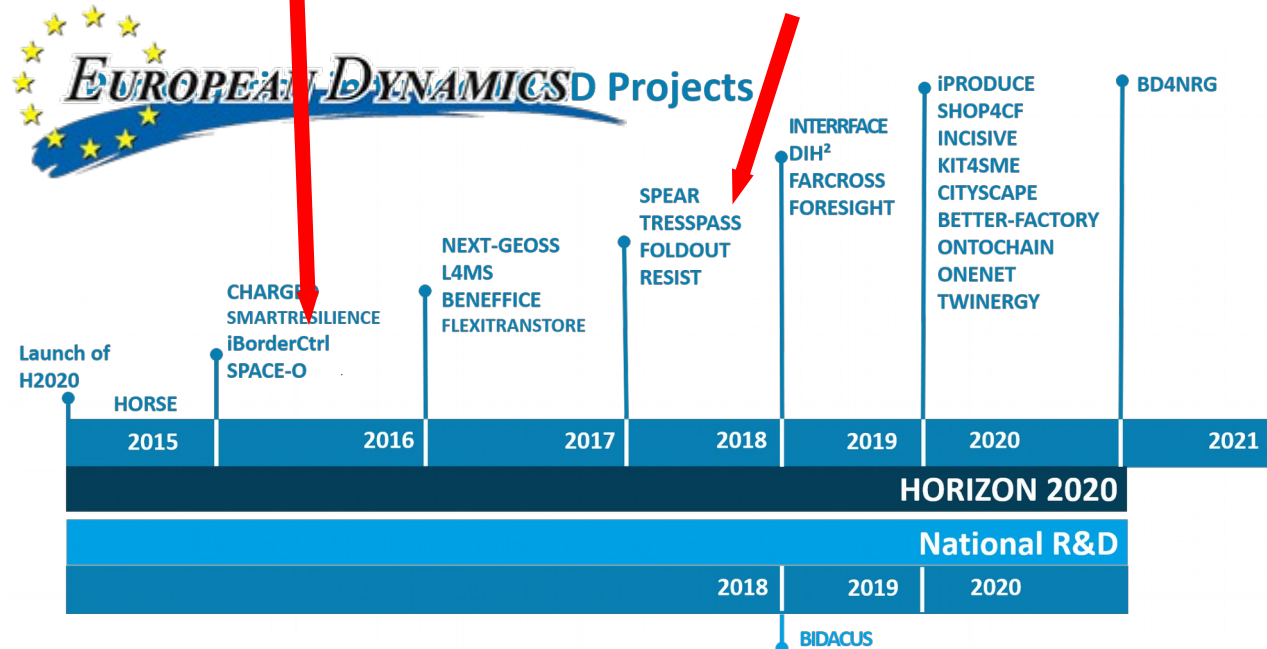 EUROPEAN DYNAMICS
D Projects
Launch of
H2020
HORSE
CHARGED
SMARTRESILIENCE
iBorderCtrl
SPACE-O
NEXT-GEOSS
L4MS
BENEFFICE
FLEXITRANSTORE
SPEAR
TRESSPASS
FOLDOUT
RESIST
INTERRFACE
DIH²
FARCROSS
FORESIGHT
iPRODUCE
SHOP4CF
INCISIVE
KIT4SME
CITYSCAPE
BETTER-FACTORY
ONTOCHAIN
ONENET
TWINERGY
BD4NRG
2015 2016 2017 2018 2019 2020 2021
HORIZON 2020
National R&D
2018 2019 2020
BIDACUS